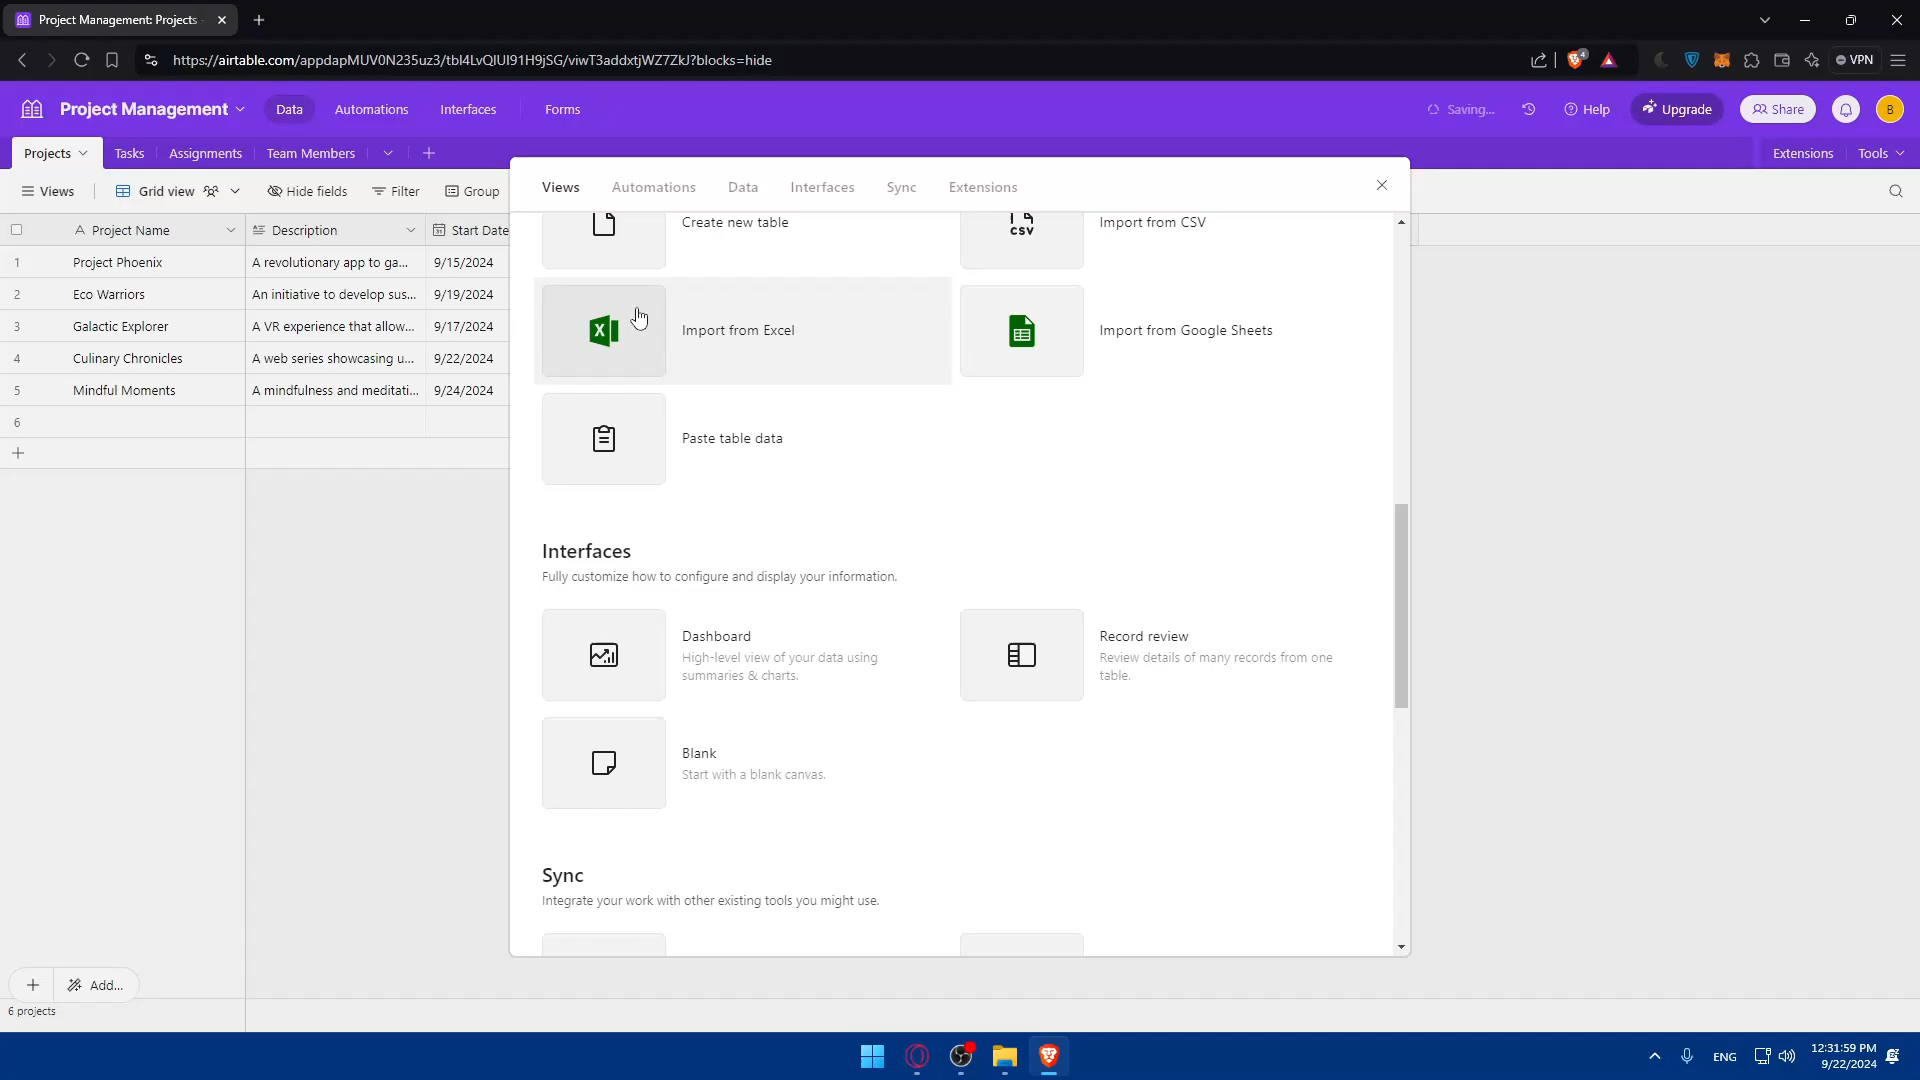 Project Management: Projects
https://airtable.com/appdapMUV0N235uz3/tbl4LvQIUI91H9jSG/viwT3addxtjWZ7ZkJ?blocks=hide
4
VPN
Project Management
Data
Automations
Interfaces
Forms
Saving...
Help
Upgrade
Share
B
Projects
Tasks
Assignments
Team Members
Extensions
Tools
Views
Grid view
Hide fields
Filter
Group
Project Name
Description
Start Date
1 Project Phoenix A revolutionary app to ga... 9/15/2024
2 Eco Warriors An initiative to develop sus... 9/19/2024
3 Galactic Explorer A VR experience that allow... 9/17/2024
4 Culinary Chronicles A web series showcasing u... 9/22/2024
5 Mindful Moments A mindfulness and meditati... 9/24/2024
6
Add...
6 projects
Views
Automations
Data
Interfaces
Sync
Extensions
Create new table
CSV
Import from CSV
Import from Excel
Import from Google Sheets
Paste table data
Interfaces
Fully customize how to configure and display your information.
Dashboard
High-level view of your data using
summaries & charts.
Record review
Review details of many records from one
table.
Blank
Start with a blank canvas.
Sync
Integrate your work with other existing tools you might use.
ENG
12:31:59 PM
9/22/2024